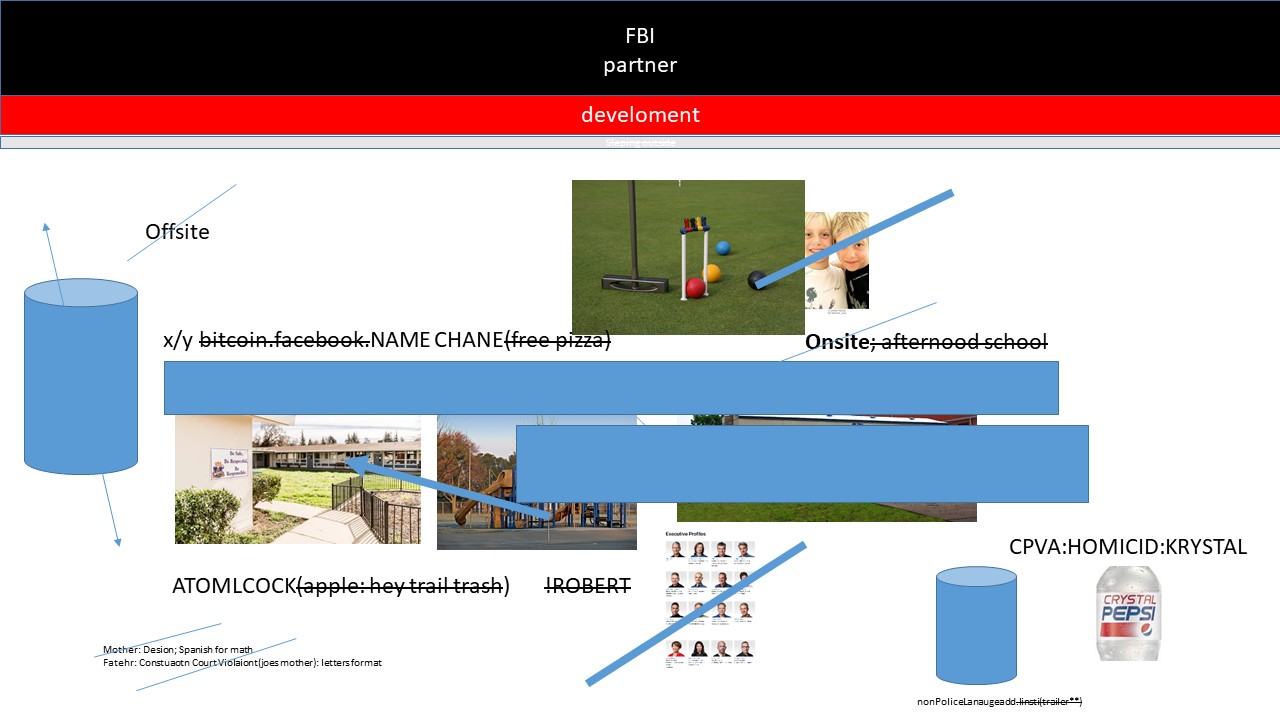 FBI
partner
develoment
Offsite
x/y bitcoin.facebook.NAME CHANE(free pizza)
Onsite; afternood school
Be Safe,
Be Respectful,
Be
Responsible
Executive Profiles
CPVA:HOMICID:KRYSTAL
ATOMLCOCK(apple: hey trail trash)
!ROBERT
CRYSTAL
PEPSI
Mother: Desion; Spanish for math
Fatehr: Constuaotn Court Violaiont(joes mother): letters format
nonPoliceLanaugeadd.linsti(trailer**)